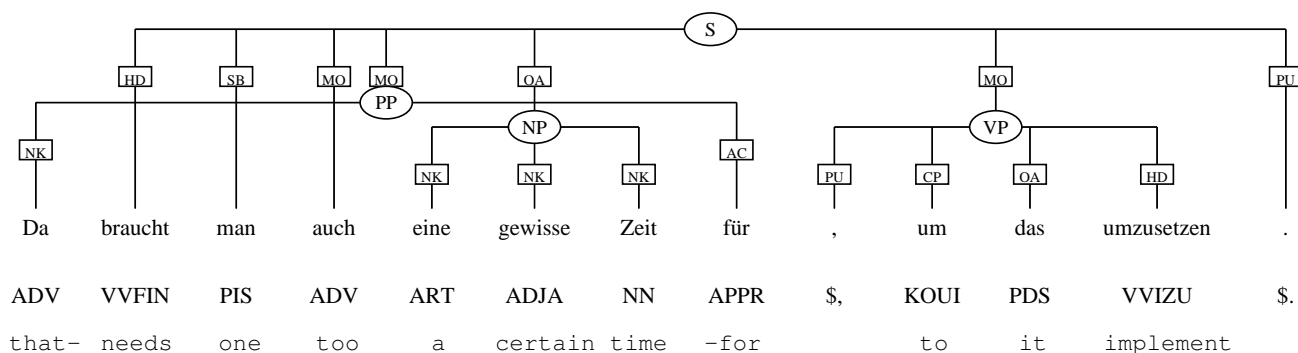 S
HD SB MO MO OA MO PU
PP
NP VP
NK AC
NK NK NK PU CP OA HD
Da braucht man auch eine gewisse Zeit für , um das umzusetzen .
ADV VVFIN PIS ADV ART ADJA NN APPR $, KOUI PDS VVIZU $.
that- needs one too a certain time -for to it implement